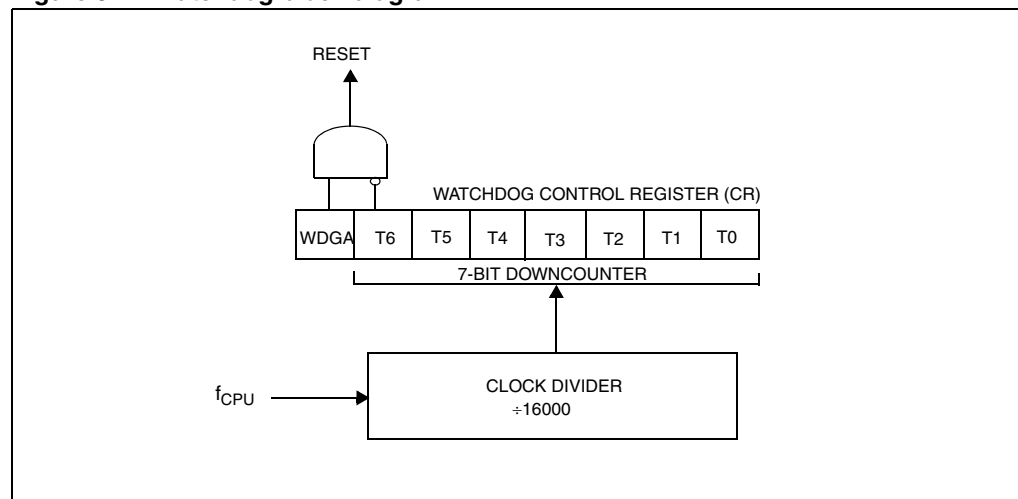 RESET
WATCHDOG CONTROL REGISTER (CR)
WDGA T6 T5 T4 T3 T2 T1 T0
7-BIT DOWNCOUNTER
fCPU
CLOCK DIVIDER
÷16000